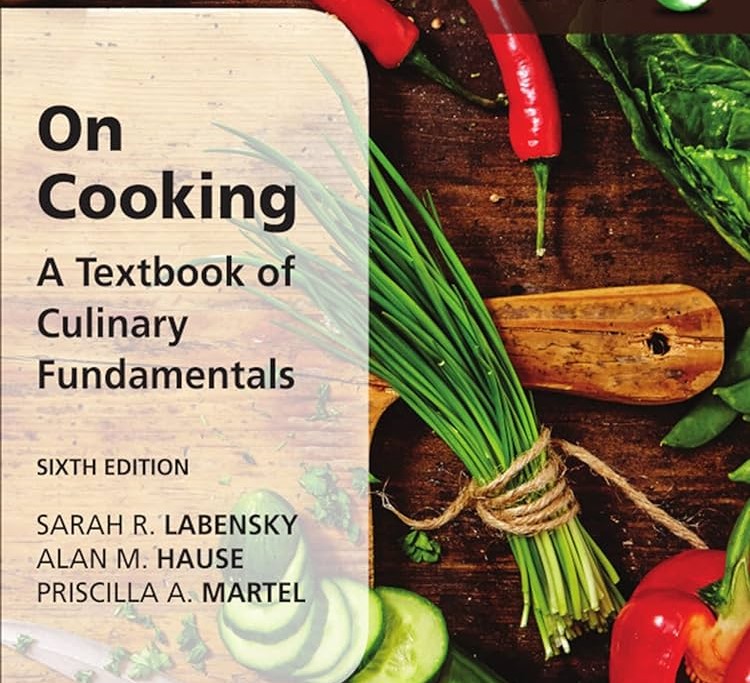 On
Cooking
A Textbook of
Culinary
Fundamentals
SIXTH EDITION
SARAH R. LABENSKY
ALAN M. HAUSE
PRISCILLA A. MARTEL